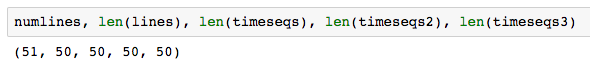 numlines, len(lines), len(timeseqs), len(timeseqs2), len(timeseqs3)
(51, 50, 50, 50, 50)